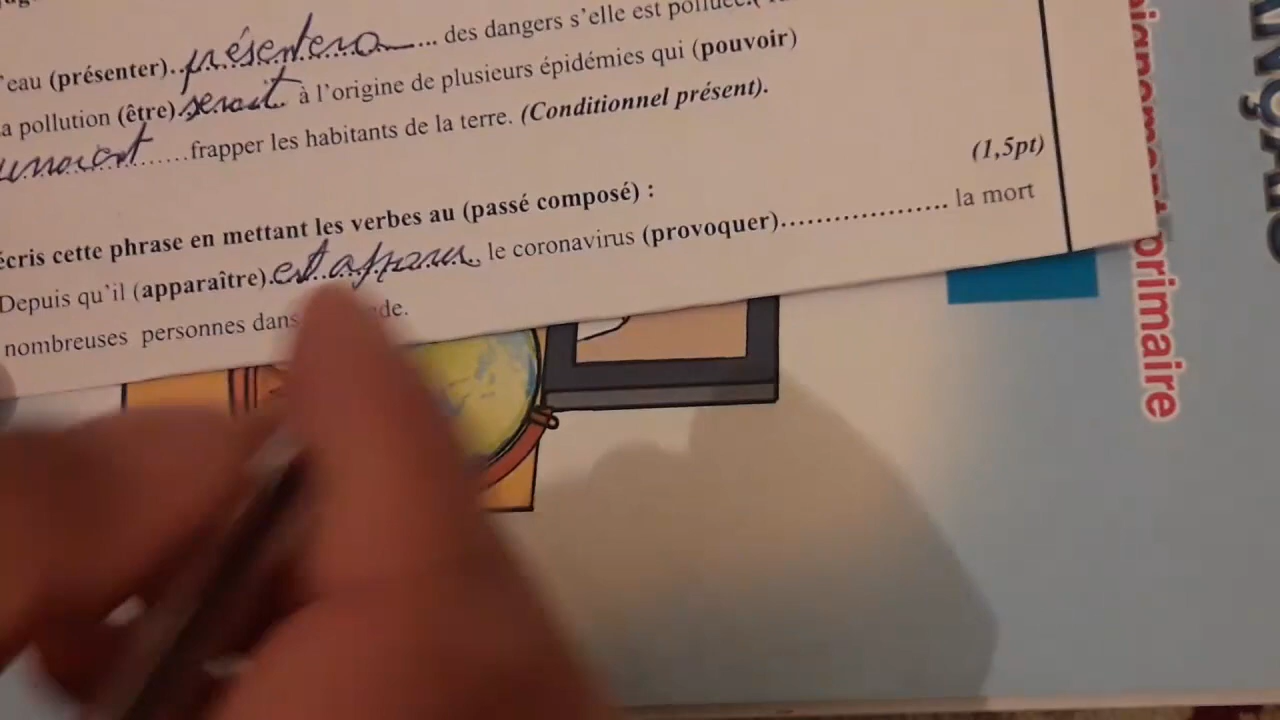 'eau (présenter)..présentera... des dangers s'elle est polluée.(
a pollution (être).serait à l'origine de plusieurs épidémies qui (pouvoir)
.......frapper les habitants de la terre. (Conditionnel présent).
(1,5pt)
écris cette phrase en mettant les verbes au (passé composé) :
Depuis qu'il (apparaître).est apparu. le coronavirus (provoquer).................... la mort
nombreuses personnes dans de.
primaire